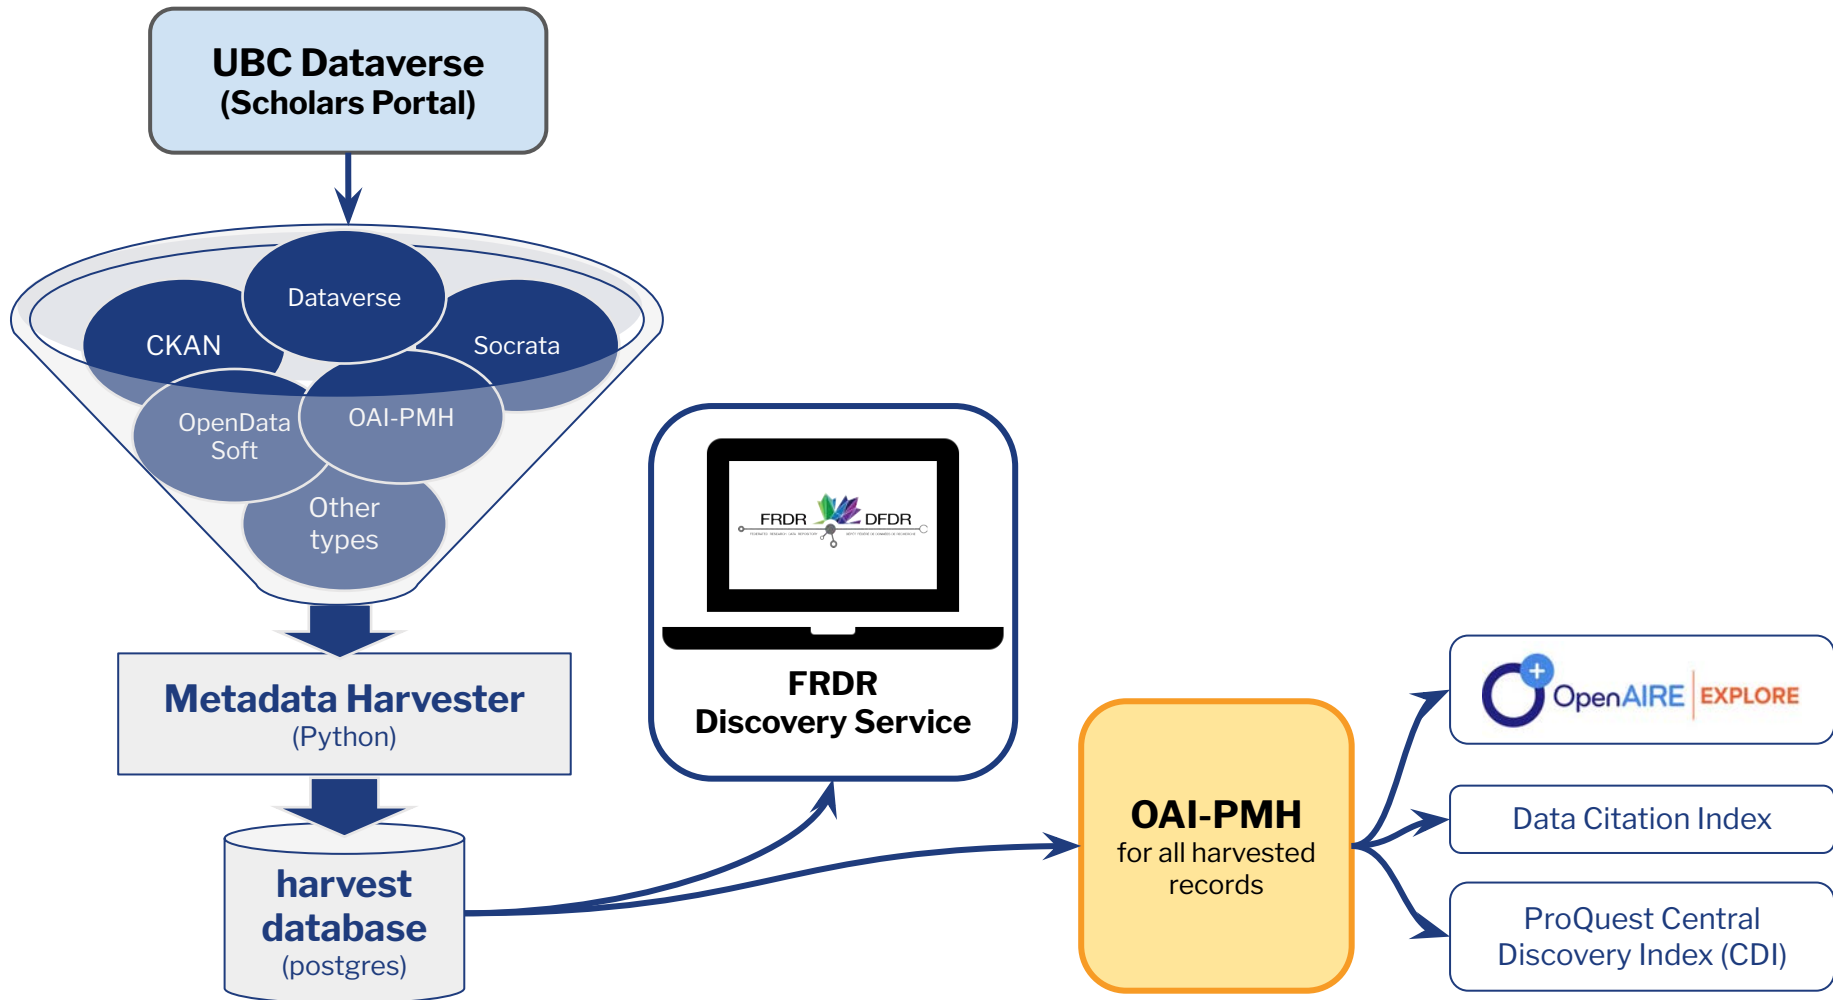 UBC Dataverse
(Scholars Portal)
Dataverse
CKAN
Socrata
OpenData
Soft
OAI-PMH
Other
types
Metadata Harvester
(Python)
harvest
database
(postgres)
FRDR DFDR
FRDR
Discovery Service
OAI-PMH
for all harvested
records
OpenAIRE | EXPLORE
Data Citation Index
ProQuest Central
Discovery Index (CDI)